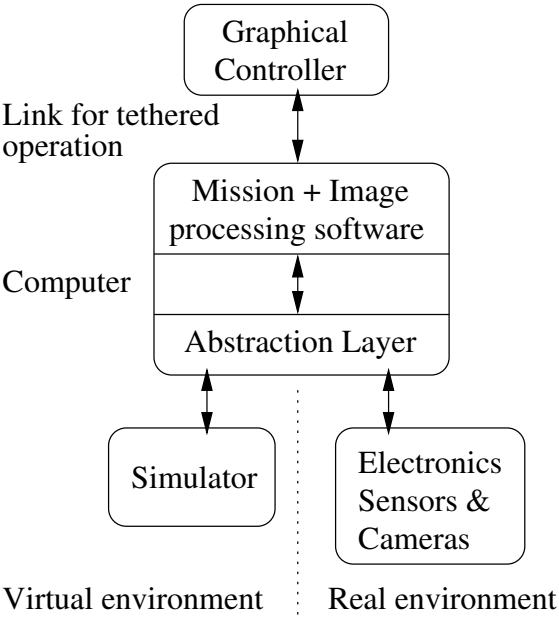 Graphical
Controller
Link for tethered
operation
Mission + Image
processing software
Computer
Abstraction Layer
Simulator
Electronics
Sensors &
Cameras
Virtual environment
Real environment